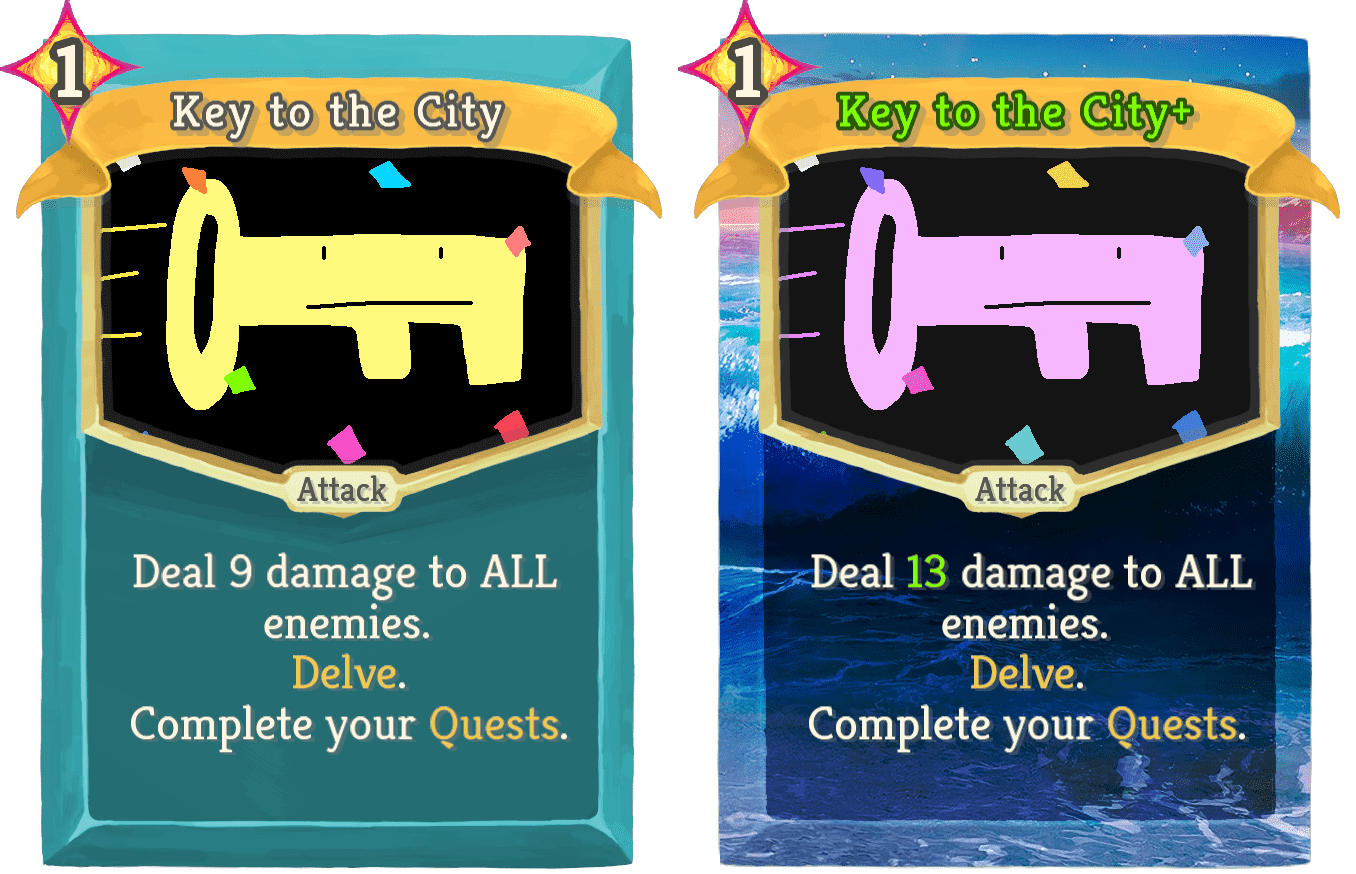 1
Key to the City
Attack
Deal 9 damage to ALL
enemies.
Delve.
Complete your Quests.
1
Key to the City+
Attack
Deal 13 damage to ALL
enemies.
Delve.
Complete your Quests.